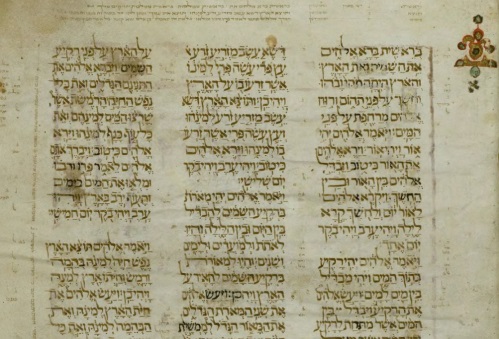 בראשית ברא אלהים
את השמים ואת הארץ
והארץ היתה תהו ובהו
וחשך על פני תהום ורוח
אלהים מרחפת על פני
המים ויאמר אלהים יהי
אור ויהי אור וירא אלהים
את האור כי טוב ויבדל
אלהים בין האור ובין
החשך ויקרא אלהים
לאור יום ולחשך קרא
לילה ויהי ערב ויהי בקר
יום אחד
ויאמר אלהים יהי רקיע
בתוך המים ויהי מבדיל
בין מים למים ויעש אלהים
את הרקיע ויבדל בין
המים אשר מתחת לרקיע
דשא עשב מזריע זרע
עץ פרי עשה פרי למינו
אשר זרעו בו על הארץ
ויהי כן ותוצא הארץ דשא
עשב מזריע זרע למינהו
ועץ עשה פרי אשר זרעו
בו למינהו וירא אלהים
כי טוב ויהי ערב ויהי בקר
יום שלישי
ויאמר אלהים יהי מארת
ברקיע השמים להבדיל
בין היום ובין הלילה והיו
לאתת ולמועדים ולימים
ושנים והיו למאורת
ברקיע השמים להאיר על
הארץ ויהי כן ויעש אלהים
את שני המארת הגדלים
את המאור הגדל לממשלת
על הארץ על פני רקיע
השמים ויברא אלהים את
התנינם הגדלים ואת כל
נפש החיה הרמשת אשר
שרצו המים למינהם ואת
כל עוף כנף למינהו וירא
אלהים כי טוב ויברך אתם
אלהים לאמר פרו ורבו
ומלאו את המים בימים
והעוף ירב בארץ ויהי
ערב ויהי בקר יום חמישי
ויאמר אלהים תוצא הארץ
נפש חיה למינה בהמה
ורמש וחיתו ארץ למינה
ויהי כן ויעש אלהים את
חית הארץ למינה ואת
הבהמה למינה ואת כל